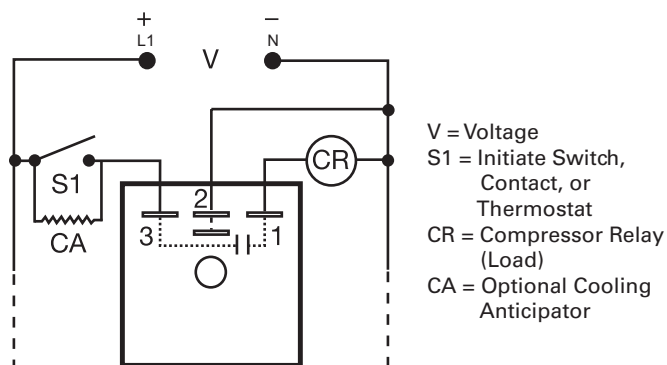 + −
L1 V N
V = Voltage
S1 = Initiate Switch,
Contact, or
Thermostat
CR = Compressor Relay
(Load)
CA = Optional Cooling
Anticipator
CR
S1
CA
2
3 1